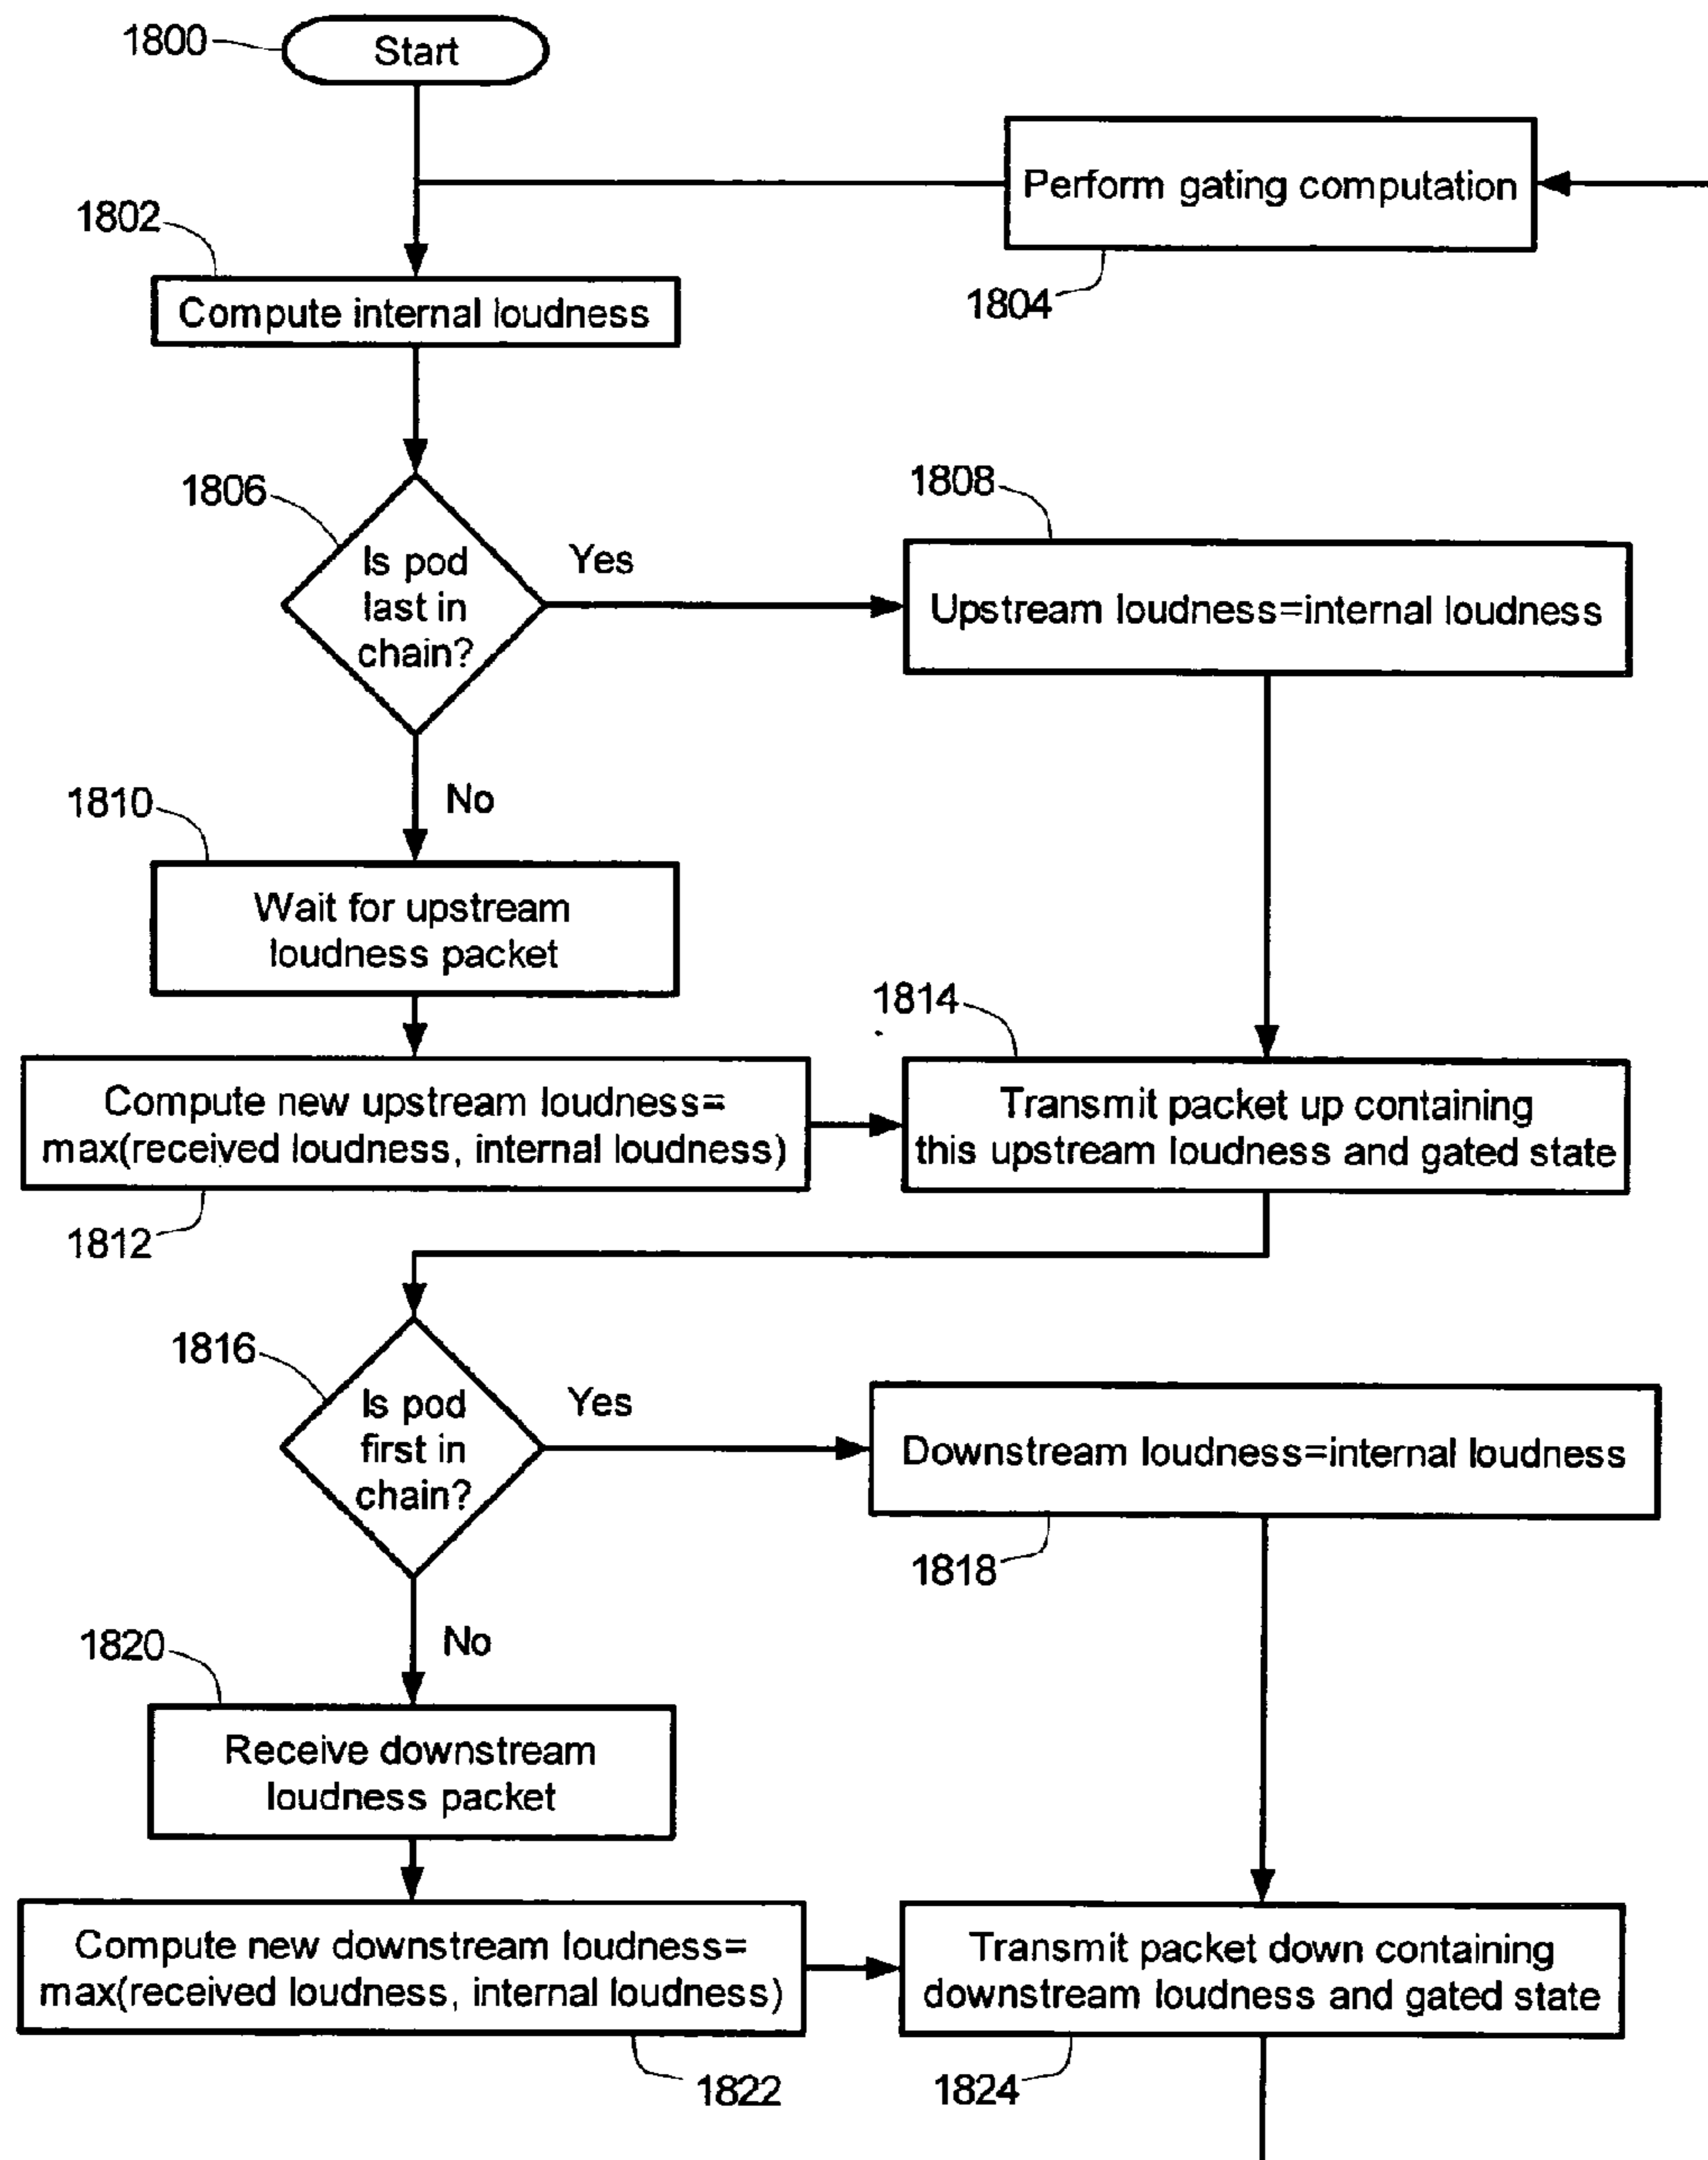 1800
Start
Perform gating computation
1802
1804
Compute internal loudness
1806
1808
Is pod
last in
chain?
Yes
Upstream loudness=internal loudness
No
1810
Wait for upstream
loudness packet
1814
Compute new upstream loudness=
max(received loudness, internal loudness)
Transmit packet up containing
this upstream loudness and gated state
1812
1816
Is pod
first in
chain?
Yes
Downstream loudness=internal loudness
1818
No
1820
Receive downstream
loudness packet
Compute new downstream loudness=
max(received loudness, internal loudness)
Transmit packet down containing
downstream loudness and gated state
1822
1824